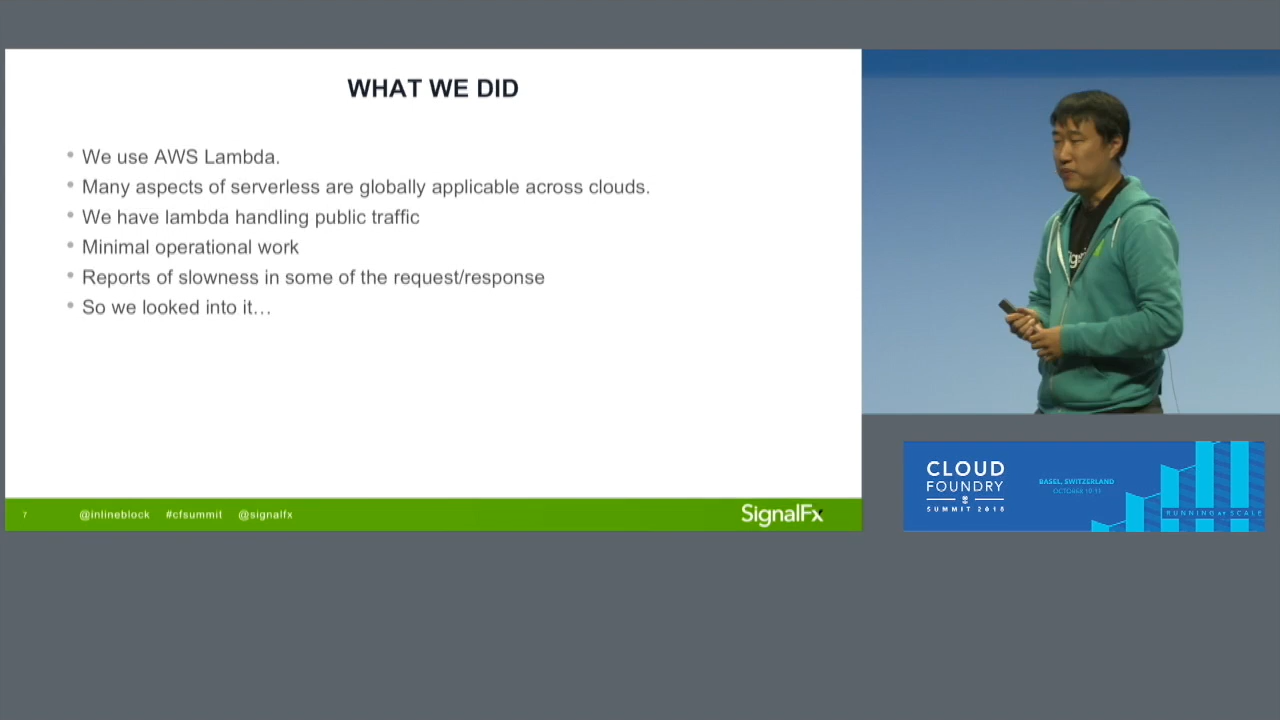 WHAT WE DID
We use AWS Lambda.
Many aspects of serverless are globally applicable across clouds.
We have lambda handling public traffic
Minimal operational work
Reports of slowness in some of the request/response
So we looked into it…
7 @inlineblock #cfsummit @signalfx SignalFx
CLOUD
FOUNDRY
SUMMIT 2018
BASEL, SWITZERLAND
OCTOBER 10-11
RUNNING AT SCALE